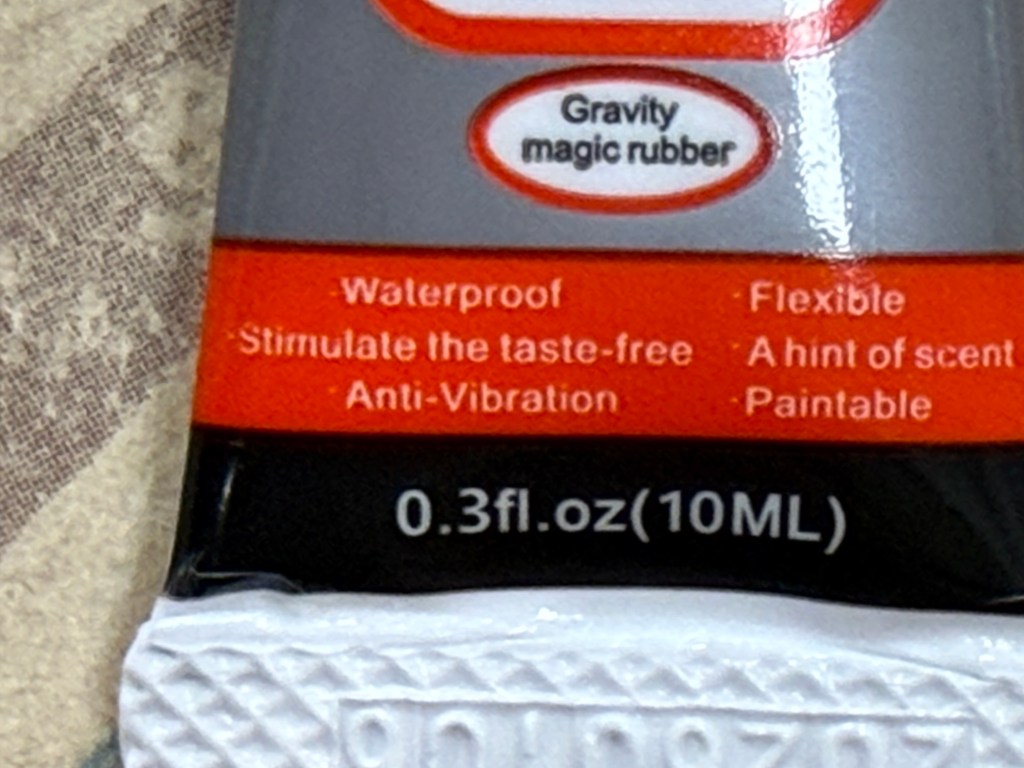 Gravity
magic rubber
·Waterproof
·Flexible
·Stimulate the taste-free
·A hint of scent
·Anti-Vibration
·Paintable
0.3fl.oz(10ML)